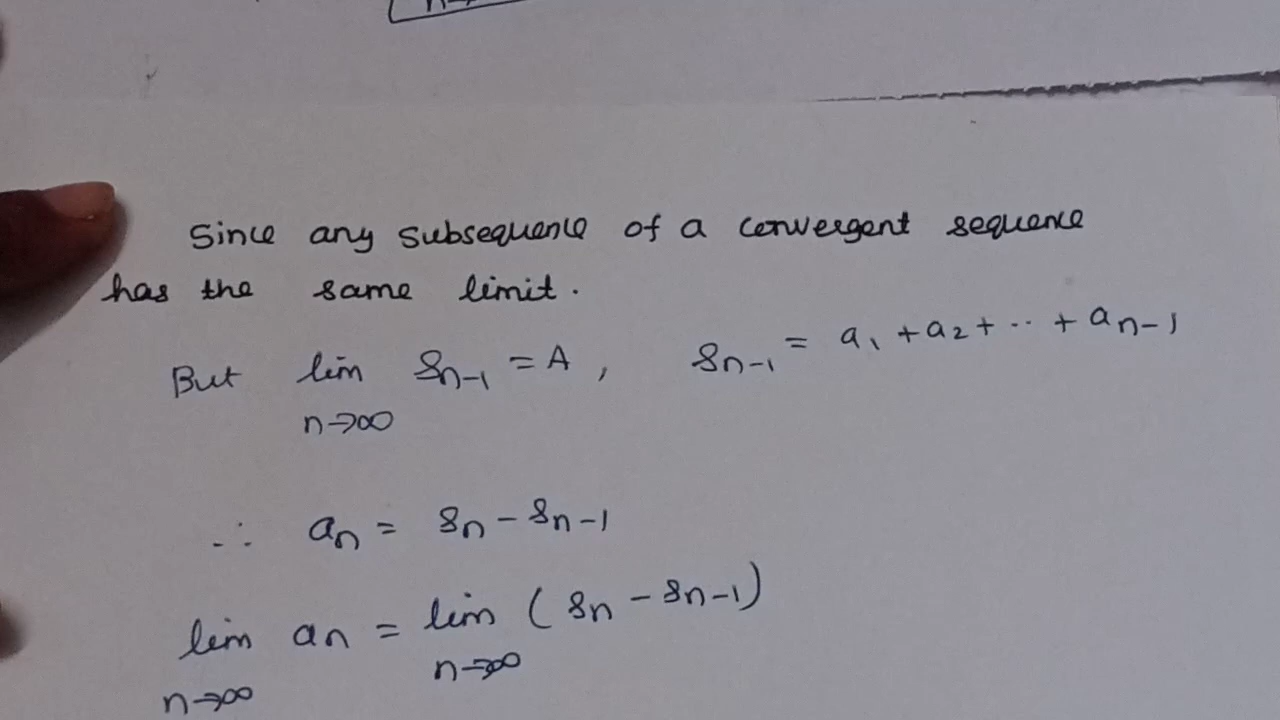 Since any subsequence of a convergent sequence
has the same limit.
But lim Sn-1 = A, Sn-1 = a1 + a2 + .. + an-1
n→∞
∴ an = Sn - Sn-1
lim an = lim (Sn - Sn-1)
n→∞ n→∞